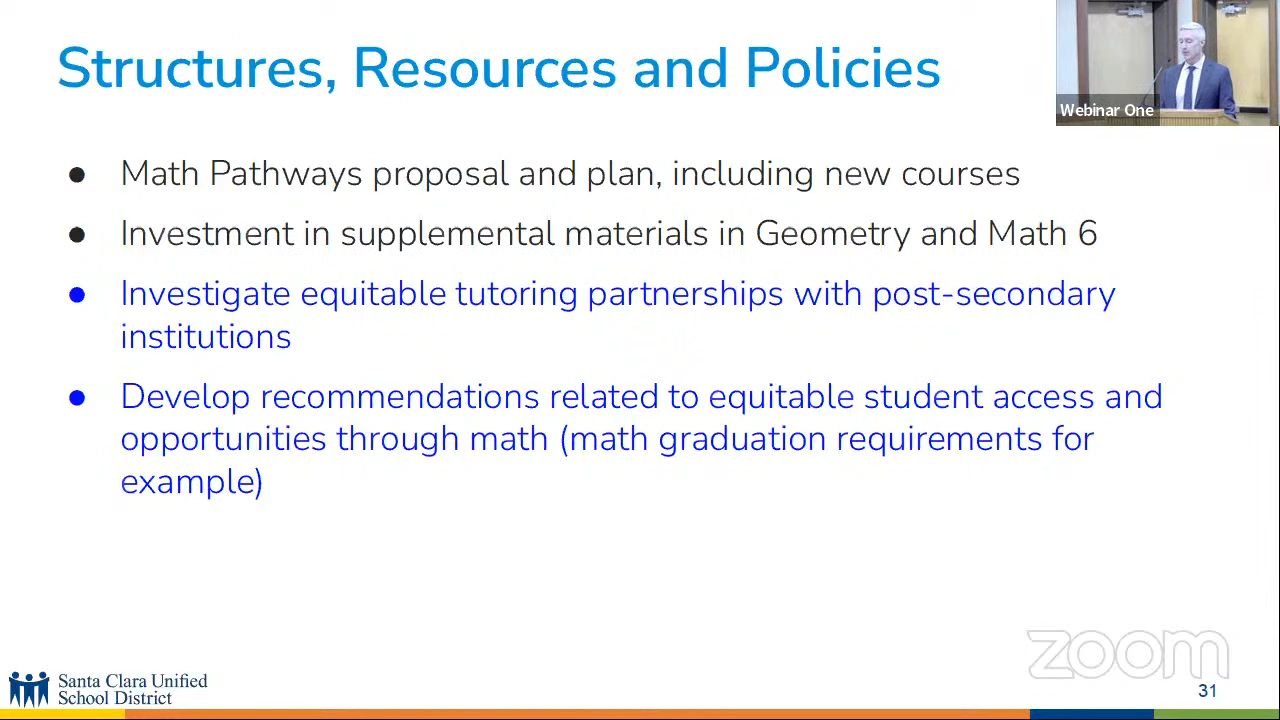 Structures, Resources and Policies
Webinar One
● Math Pathways proposal and plan, including new courses
● Investment in supplemental materials in Geometry and Math 6
● Investigate equitable tutoring partnerships with post-secondary
institutions
● Develop recommendations related to equitable student access and
opportunities through math (math graduation requirements for
example)
zoom
Santa Clara Unified
School District
31